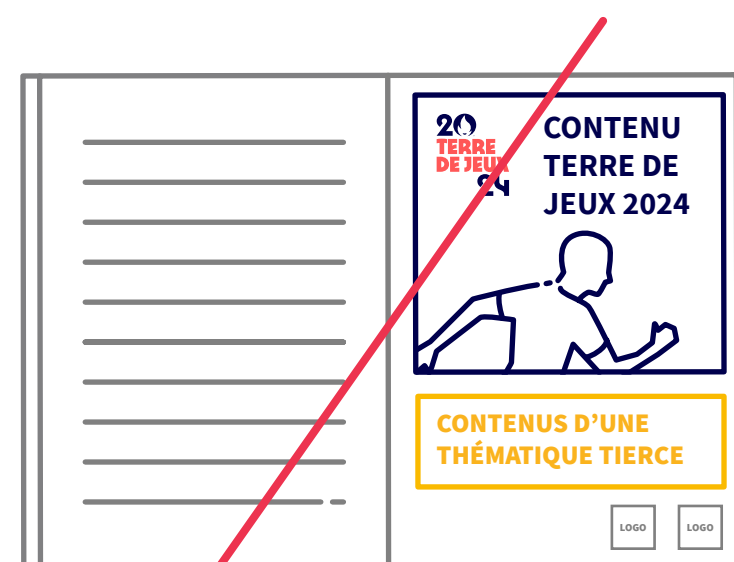 20
TERRE
DE JEUX
24
CONTENU
TERRE DE
JEUX 2024
CONTENUS D’UNE
THÉMATIQUE TIERCE
LOGO
LOGO